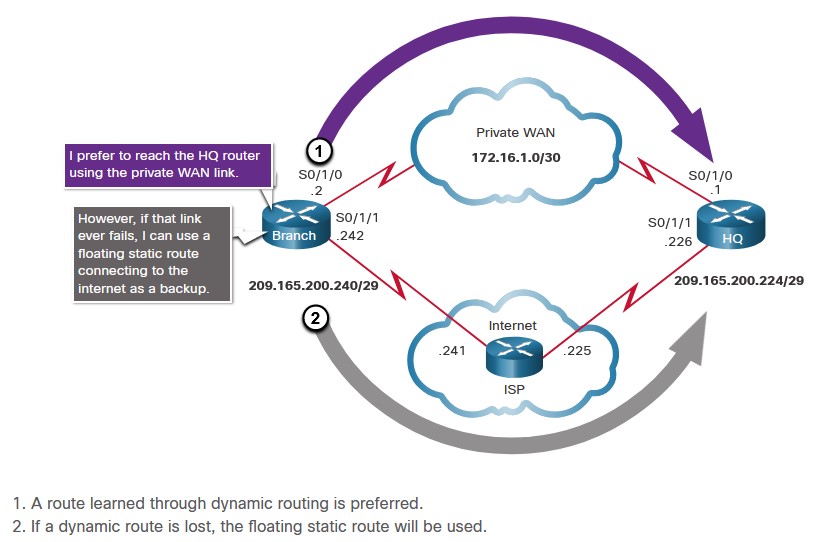 Private WAN
172.16.1.0/30
1
I prefer to reach the HQ router
using the private WAN link.
S0/1/0
.2
S0/1/0
.1
However, if that link
ever fails, I can use a
floating static route
connecting to the
internet as a backup.
Branch
S0/1/1
.242
S0/1/1
.226
HQ
209.165.200.240/29
209.165.200.224/29
2
Internet
.241
.225
ISP
1. A route learned through dynamic routing is preferred.
2. If a dynamic route is lost, the floating static route will be used.